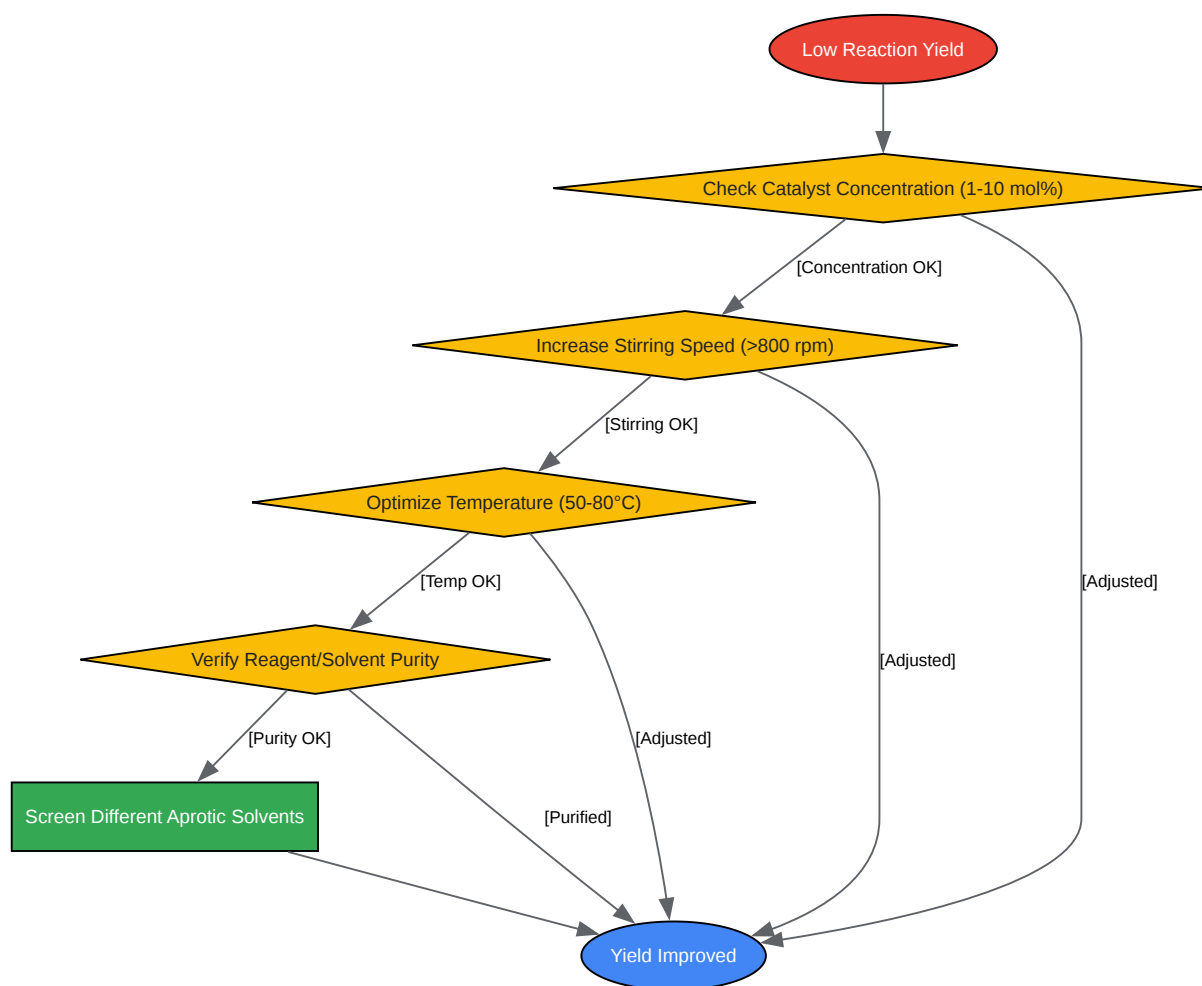 Low Reaction Yield
Check Catalyst Concentration (1-10 mol%)
[Concentration OK]
Increase Stirring Speed (>800 rpm)
[Stirring OK]
Optimize Temperature (50-80°C)
[Temp OK]
[Adjusted]
Verify Reagent/Solvent Purity
[Adjusted]
[Purity OK]
[Adjusted]
Screen Different Aprotic Solvents
[Purified]
Yield Improved